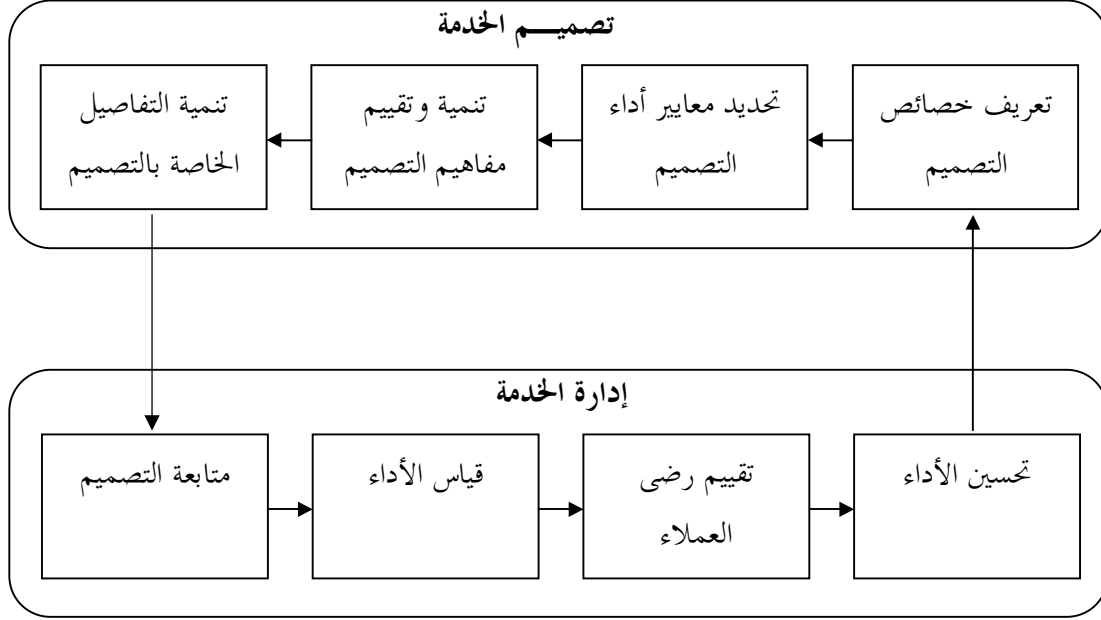 تصميـــم الخدمة
تعريف خصائص
التصميم
تحديد معايير أداء
التصميم
تنمية وتقييم
مفاهيم التصميم
تنمية التفاصيل
الخاصة بالتصميم
إدارة الخدمة
متابعة التصميم
قياس الأداء
تقييم رضى
العملاء
تحسين الأداء